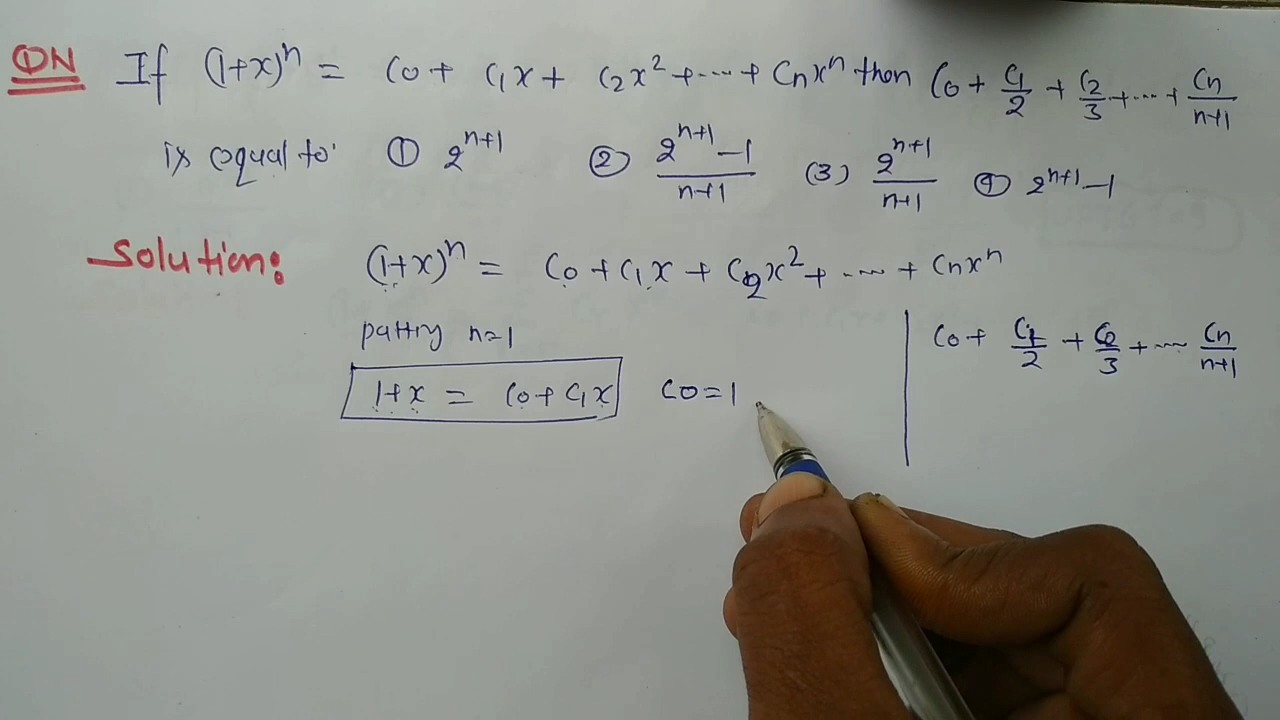 QN If (1+x)^n = C0 + C1x + C2x^2 + ... + Cnx^n then C0 + C1/2 + C2/3 + ... + Cn/n+1
is equal to: ① 2^n+1 ② 2^n+1 - 1/n+1 (3) 2^n+1/n+1 ④ 2^n+1 - 1
Solution: (1+x)^n = C0 + C1x + C2x^2 + ... + Cnx^n
n=1
C0 + C1/2 + C2/3 + ... Cn/n+1
1+x = C0 + C1x C0 = 1